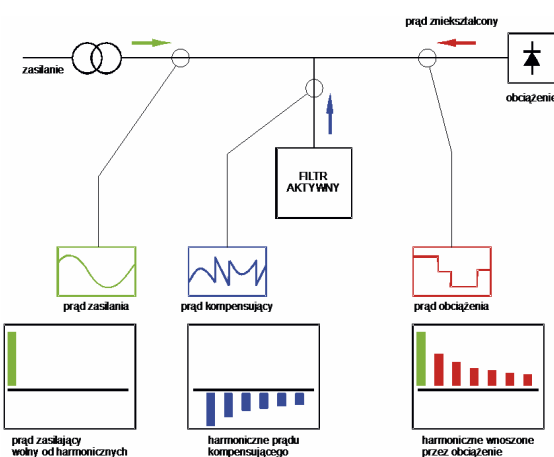 prąd zniekształcony
zasilanie
obciążenie
FILTR
AKTYWNY
prąd zasilania
prąd kompensujący
prąd obciążenia
prąd zasilający
wolny od harmonicznych
harmoniczne prądu
kompensującego
harmoniczne wnoszone
przez obciążenie